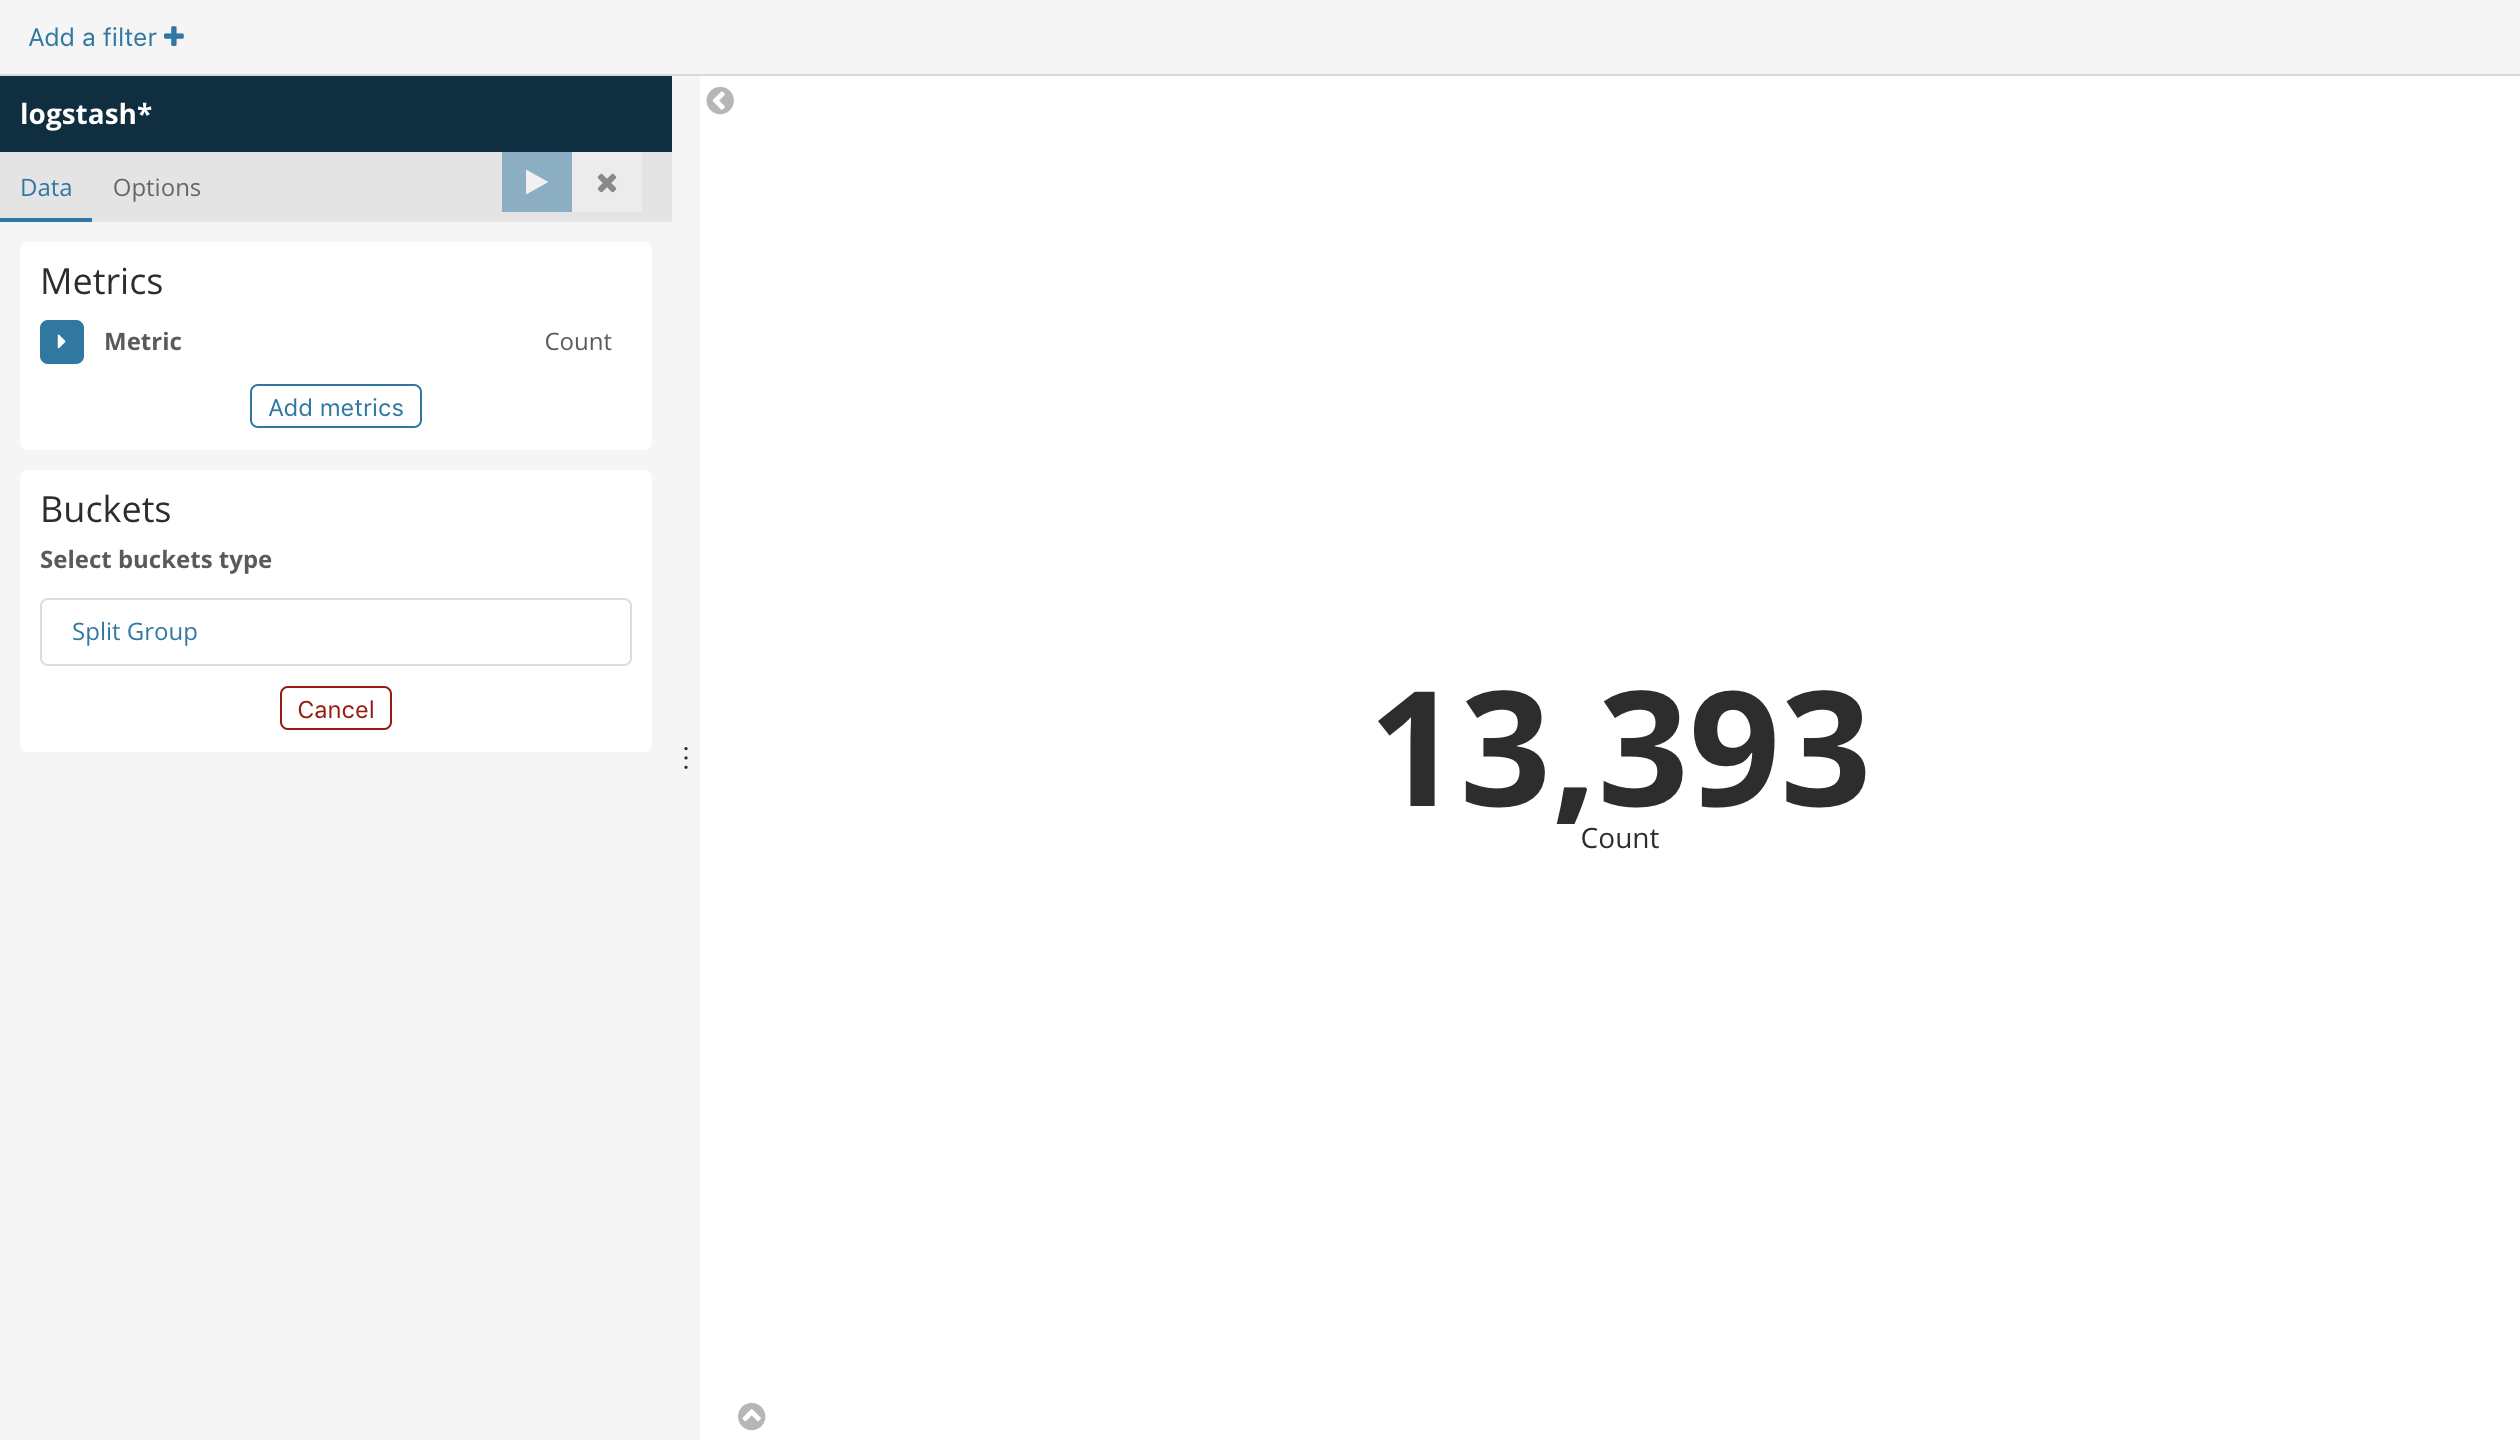 Add a filter
logstash*
Data Options
Metrics
Metric Count
Add metrics
Buckets
Select buckets type
Split Group
Cancel
13,393
Count